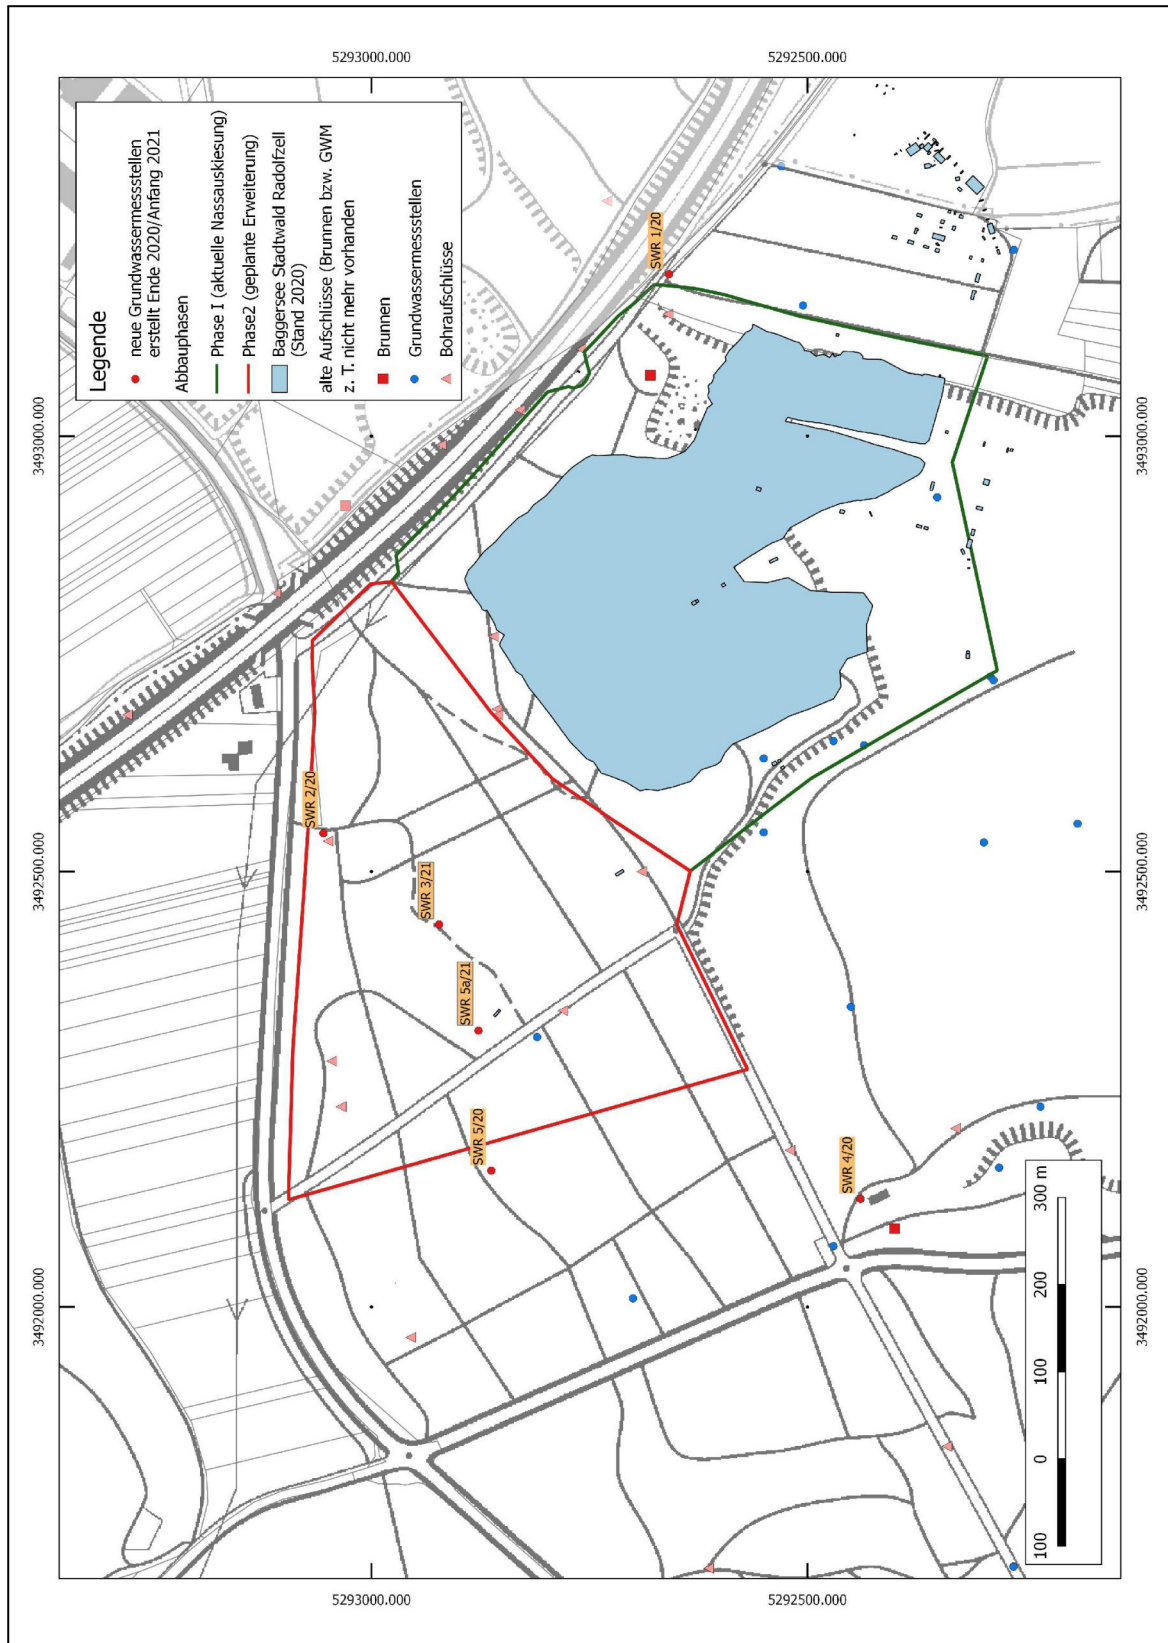 Legende
neue Grundwassermessstellen
erstellt Ende 2020/Anfang 2021
Abbauphasen
Phase I (aktuelle Nassauskiesung)
Phase2 (geplante Erweiterung)
Baggersee Stadtwald Radolfzell
(Stand 2020)
alte Aufschlüsse (Brunnen bzw. GWM
z. T. nicht mehr vorhanden
Brunnen
Grundwassermessstellen
Bohraufschlüsse
3492000.000
3492500.000
3493000.000
5293000.000
5293000.000
5292500.000
5292500.000
SWR 1/20
SWR 2/20
SWR 3/21
SWR 5a/21
SWR 5/20
SWR 4/20
100 0 100 200 300 m
3492000.000
3492500.000
3493000.000